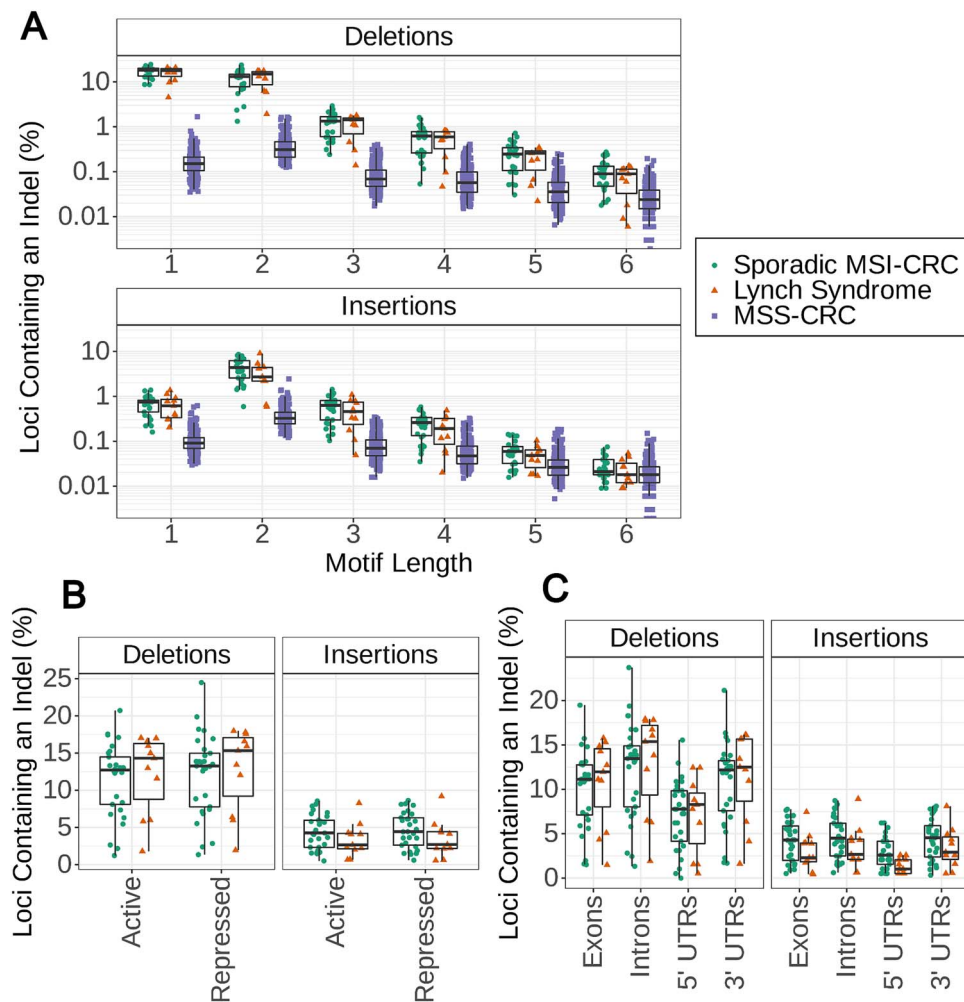 A
Deletions
Loci Containing an Indel (%)
10
1
0.1
0.01
1 2 3 4 5 6
Insertions
10
1
0.1
0.01
1 2 3 4 5 6
Motif Length
Sporadic MSI-CRC
Lynch Syndrome
MSS-CRC
B
Loci Containing an Indel (%)
Deletions Insertions
25
20
15
10
5
0
Active Repressed Active Repressed
C
Loci Containing an Indel (%)
Deletions Insertions
20
15
10
5
0
Exons Introns 5' UTRs 3' UTRs Exons Introns 5' UTRs 3' UTRs